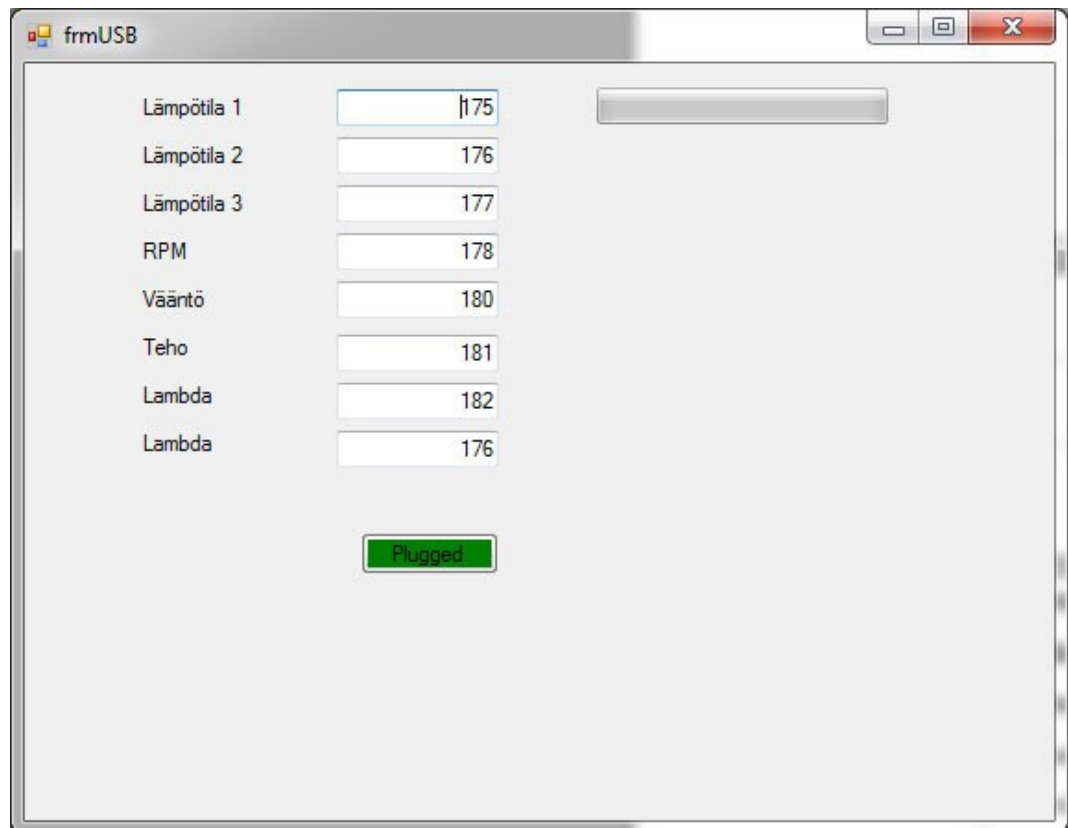 frmUSB
Lämpötila 1 175
Lämpötila 2 176
Lämpötila 3 177
RPM 178
Vääntö 180
Teho 181
Lambda 182
Lambda 176
Plugged